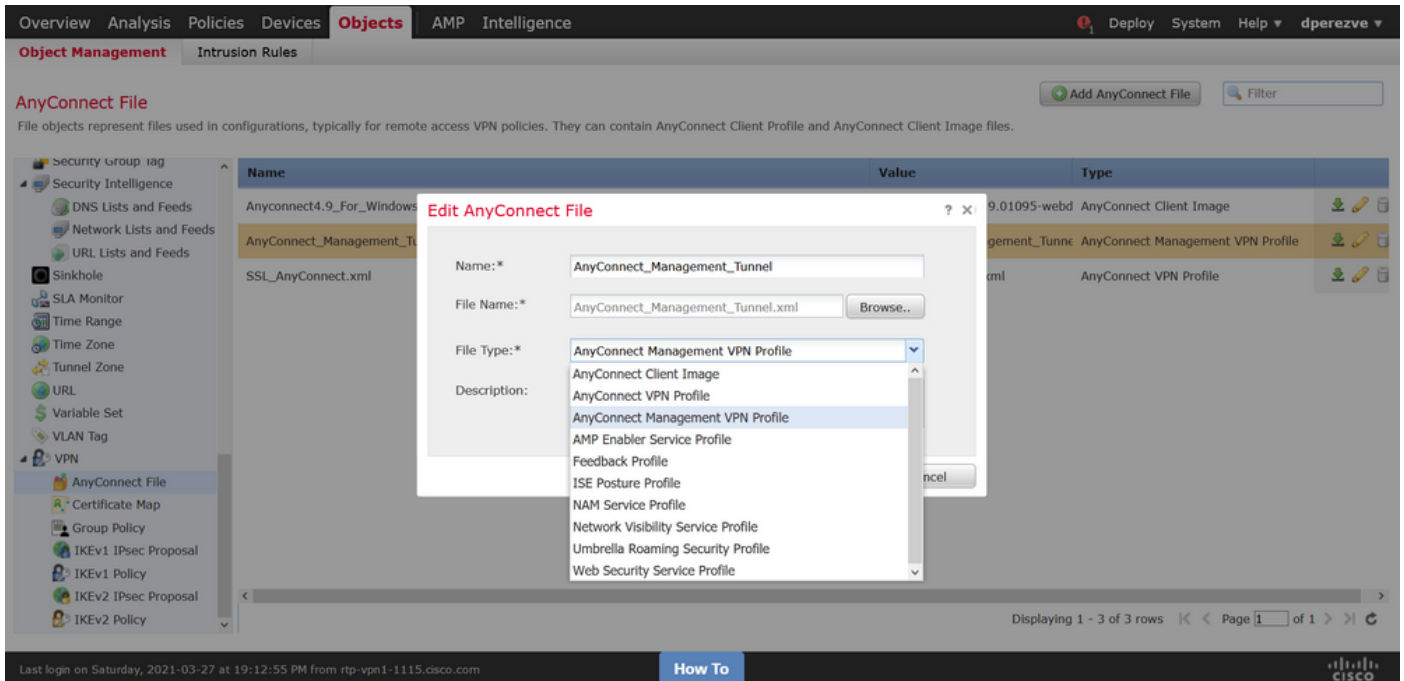 Overview Analysis Policies Devices Objects AMP Intelligence 1 Deploy System Help dperezve
Object Management Intrusion Rules
AnyConnect File
Add AnyConnect File Filter
File objects represent files used in configurations, typically for remote access VPN policies. They can contain AnyConnect Client Profile and AnyConnect Client Image files.
Security Group Tag
Security Intelligence
DNS Lists and Feeds
Network Lists and Feeds
URL Lists and Feeds
Sinkhole
SLA Monitor
Time Range
Time Zone
Tunnel Zone
URL
Variable Set
VLAN Tag
VPN
AnyConnect File
Certificate Map
Group Policy
IKEv1 IPsec Proposal
IKEv1 Policy
IKEv2 IPsec Proposal
IKEv2 Policy
Name Value Type
Anyconnect4.9_For_Windows 9.01095-webd AnyConnect Client Image
AnyConnect_Management_Tu gement_Tunne AnyConnect Management VPN Profile
SSL_AnyConnect.xml xml AnyConnect VPN Profile
Edit AnyConnect File ? X
Name:* AnyConnect_Management_Tunnel
File Name:* AnyConnect_Management_Tunnel.xml Browse..
File Type:* AnyConnect Management VPN Profile
Description:
AnyConnect Client Image
AnyConnect VPN Profile
AnyConnect Management VPN Profile
AMP Enabler Service Profile
Feedback Profile
ISE Posture Profile
NAM Service Profile
Network Visibility Service Profile
Umbrella Roaming Security Profile
Web Security Service Profile
ncel
Displaying 1 - 3 of 3 rows |< < Page 1 of 1 > >|
Last login on Saturday, 2021-03-27 at 19:12:55 PM from rtp-vpn1-1115.cisco.com
How To
cisco